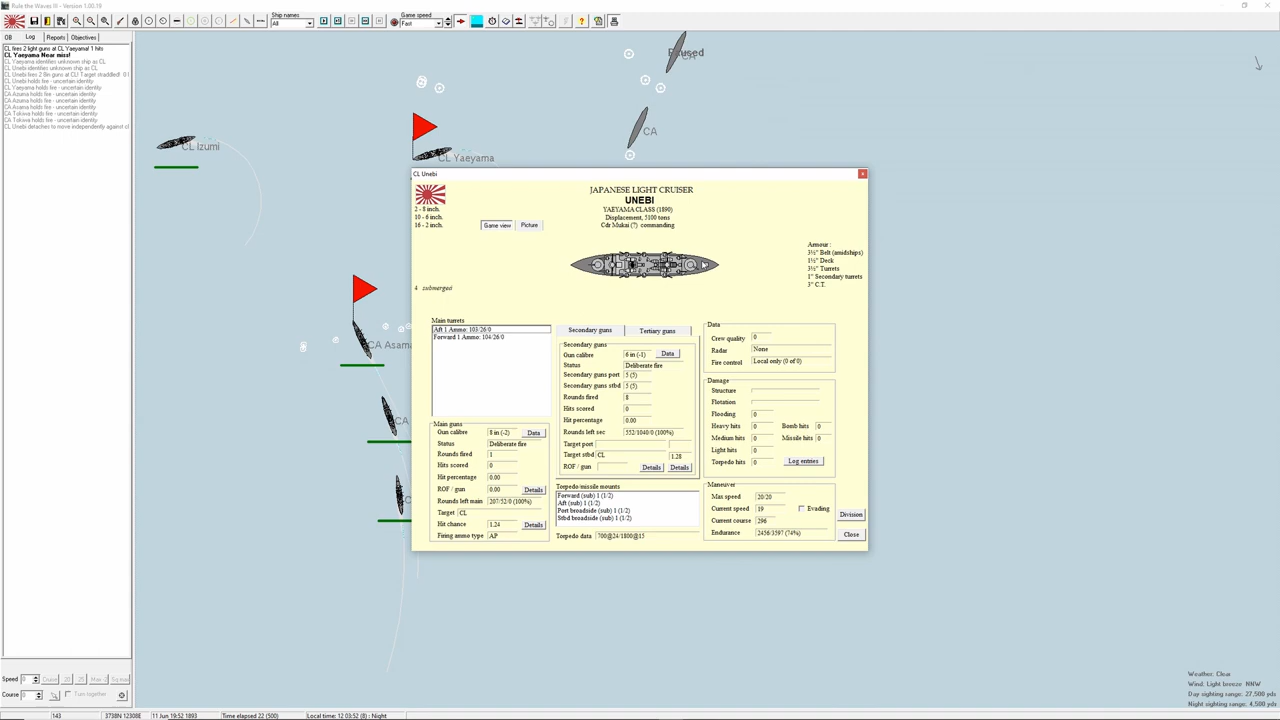 Rule the Waves III - Version 1.00.19
Ship names
All
Game speed
Fast
OB Log Reports Objectives
CL fires 2 light guns at CL Yaeyama! 1 hits
CL Yaeyama Near miss!
CL Yaeyama identifies unknown ship as CL
CL Unebi identifies unknown ship as CL
CL Unebi fires 2 8in guns at CL! Target straddled! 0 l
CL Unebi holds fire - uncertain identity
CL Yaeyama holds fire - uncertain identity
CA Azuma holds fire - uncertain identity
CA Azuma holds fire - uncertain identity
CA Asama holds fire - uncertain identity
CA Tokiwa holds fire - uncertain identity
CA Tokiwa holds fire - uncertain identity
CL Unebi detaches to move independently against cl
Paused
CA
CL Izumi
CL Yaeyama
CA Asama
CA
CL Unebi
JAPANESE LIGHT CRUISER
UNEBI
YAEYAMA CLASS (1890)
Displacement, 5100 tons
Cdr Mukai (7) commanding
2 - 8 inch.
10 - 6 inch.
16 - 2 inch.
Game view Picture
Armour :
3½" Belt (amidships)
1½" Deck
3½" Turrets
1" Secondary turrets
3" C.T.
4 submerged
Main turrets
Aft 1 Ammo: 103/26/0
Forward 1 Ammo: 104/26/0
Main guns
Gun calibre 8 in (-2) Data
Status Deliberate fire
Rounds fired 1
Hits scored 0
Hit percentage 0.00
ROF / gun 0.00 Details
Rounds left main 207/52/0 (100%)
Target CL
Hit chance 1.24 Details
Firing ammo type AP
Secondary guns Tertiary guns
Secondary guns
Gun calibre 6 in (-1) Data
Status Deliberate fire
Secondary guns port 5 (5)
Secondary guns stbd 5 (5)
Rounds fired 8
Hits scored 0
Hit percentage 0.00
Rounds left sec 552/1040/0 (100%)
Target port
Target stbd CL 1.28
ROF / gun Details Details
Torpedo/missile mounts
Forward (sub) 1 (1/2)
Aft (sub) 1 (1/2)
Port broadside (sub) 1 (1/2)
Stbd broadside (sub) 1 (1/2)
Torpedo data 700@24/1800@15
Data
Crew quality 0
Radar None
Fire control Local only (0 of 0)
Damage
Structure
Flotation
Flooding 0
Heavy hits 0 Bomb hits 0
Medium hits 0 Missile hits 0
Light hits 0
Torpedo hits 0 Log entries
Maneuver
Max speed 20/20
Current speed 19 Evading
Current course 296
Endurance 2456/3597 (74%)
Division
Close
Speed 0 Cruise 20 25 Max-2 Sq max
Course 0 Turn together
Weather: Clear
Wind: Light breeze NNW
Day sighting range: 27,500 yds
Night sighting range: 4,500 yds
143 3738N 12308E 11 Jun 19:52 1893 Time elapsed 22 (500) Local time: 12 03:52 (8) : Night